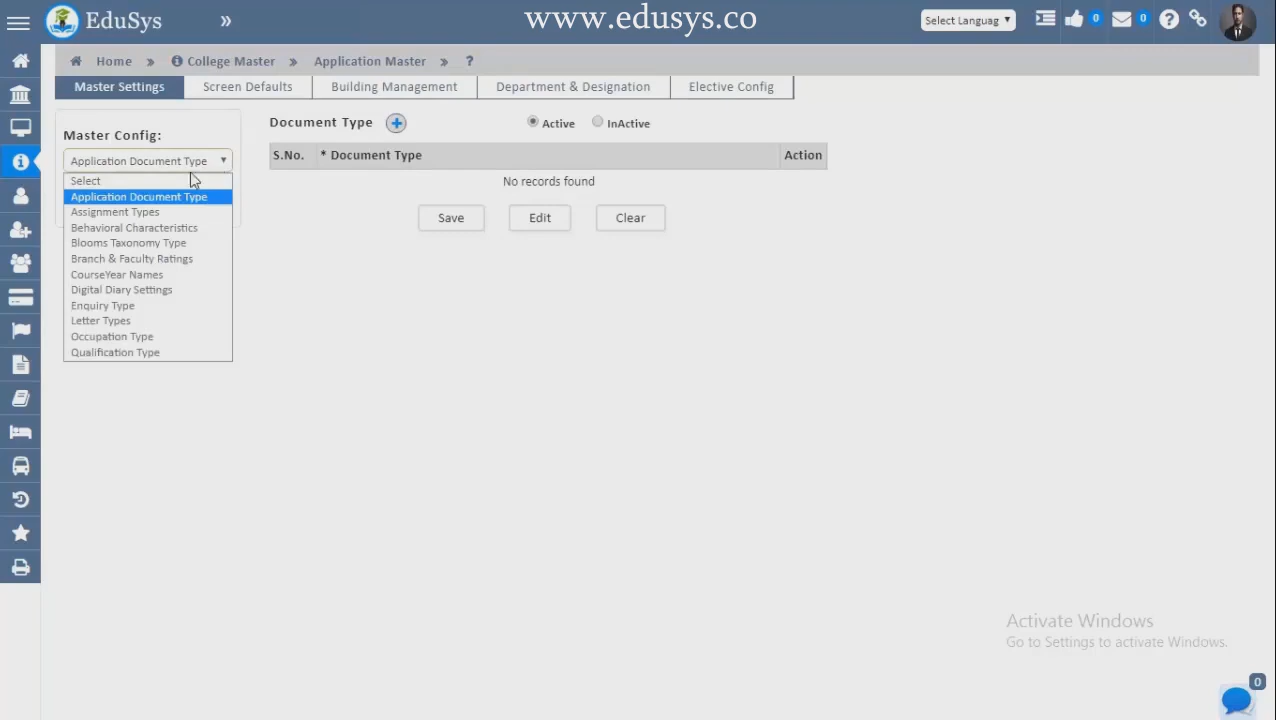 EduSys » www.edusys.co Select Languag 0 0
Home » College Master » Application Master » ?
Master Settings Screen Defaults Building Management Department & Designation Elective Config
Master Config:
Application Document Type
Select
Application Document Type
Assignment Types
Behavioral Characteristics
Blooms Taxonomy Type
Branch & Faculty Ratings
CourseYear Names
Digital Diary Settings
Enquiry Type
Letter Types
Occupation Type
Qualification Type
Document Type Active InActive
S.No. * Document Type Action
No records found
Save Edit Clear
Activate Windows
Go to Settings to activate Windows.
0